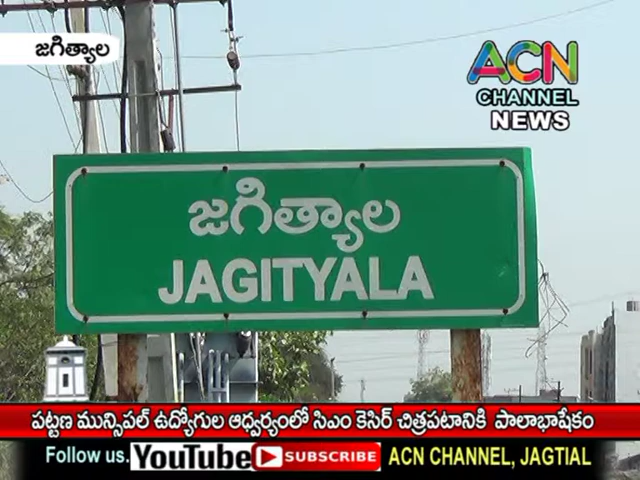 జగిత్యాల
ACN
CHANNEL
NEWS
జగిత్యాల
JAGITYALA
పట్టణ మున్సిపల్ ఉద్యోగుల ఆధ్వర్యంలో సిఎం కెసిర్ చిత్రపటానికి పాలాభాషేకం
Follow us. YouTube SUBSCRIBE ACN CHANNEL, JAGTIAL